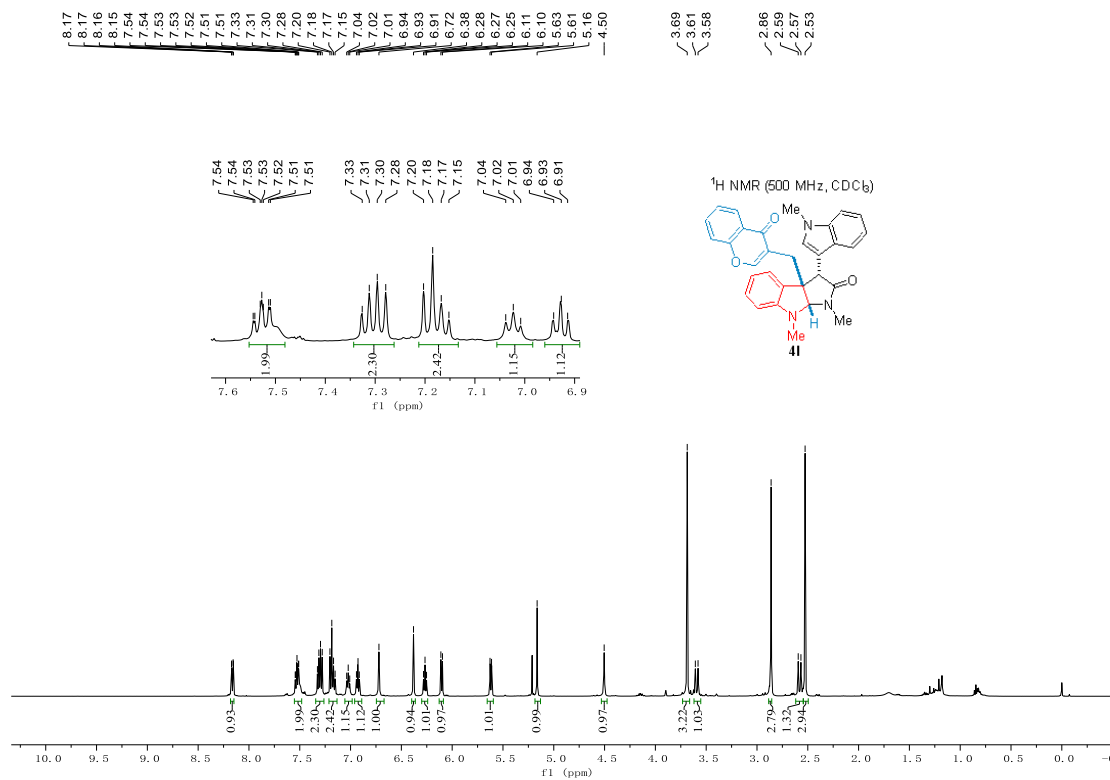 8.17 8.17 8.16 8.15 7.54 7.54 7.53 7.53 7.52 7.51 7.51 7.33 7.31 7.30 7.28 7.20 7.18 7.17 7.15 7.04 7.02 7.01 6.94 6.93 6.91 6.72 6.38 6.28 6.27 6.25 6.11 6.10 5.63 5.61 5.16 4.50 3.69 3.61 3.58 2.86 2.59 2.57 2.53
7.54 7.54 7.53 7.53 7.52 7.51 7.51 7.33 7.31 7.30 7.28 7.20 7.18 7.17 7.15 7.04 7.02 7.01 6.94 6.93 6.91
1.99 2.30 2.42 1.15 1.12
7.6 7.5 7.4 7.3 7.2 7.1 7.0 6.9
f1 (ppm)
¹H NMR (500 MHz, CDCl₃)
Me
O
N
O
O
N
N
H
Me
Me
4l
0.93 1.99 2.30 2.42 1.15 1.12 1.00 0.94 1.01 0.97 1.01 0.99 0.97 3.22 1.03 2.79 1.32 2.94
10.0 9.5 9.0 8.5 8.0 7.5 7.0 6.5 6.0 5.5 5.0 4.5 4.0 3.5 3.0 2.5 2.0 1.5 1.0 0.5 0.0
f1 (ppm)